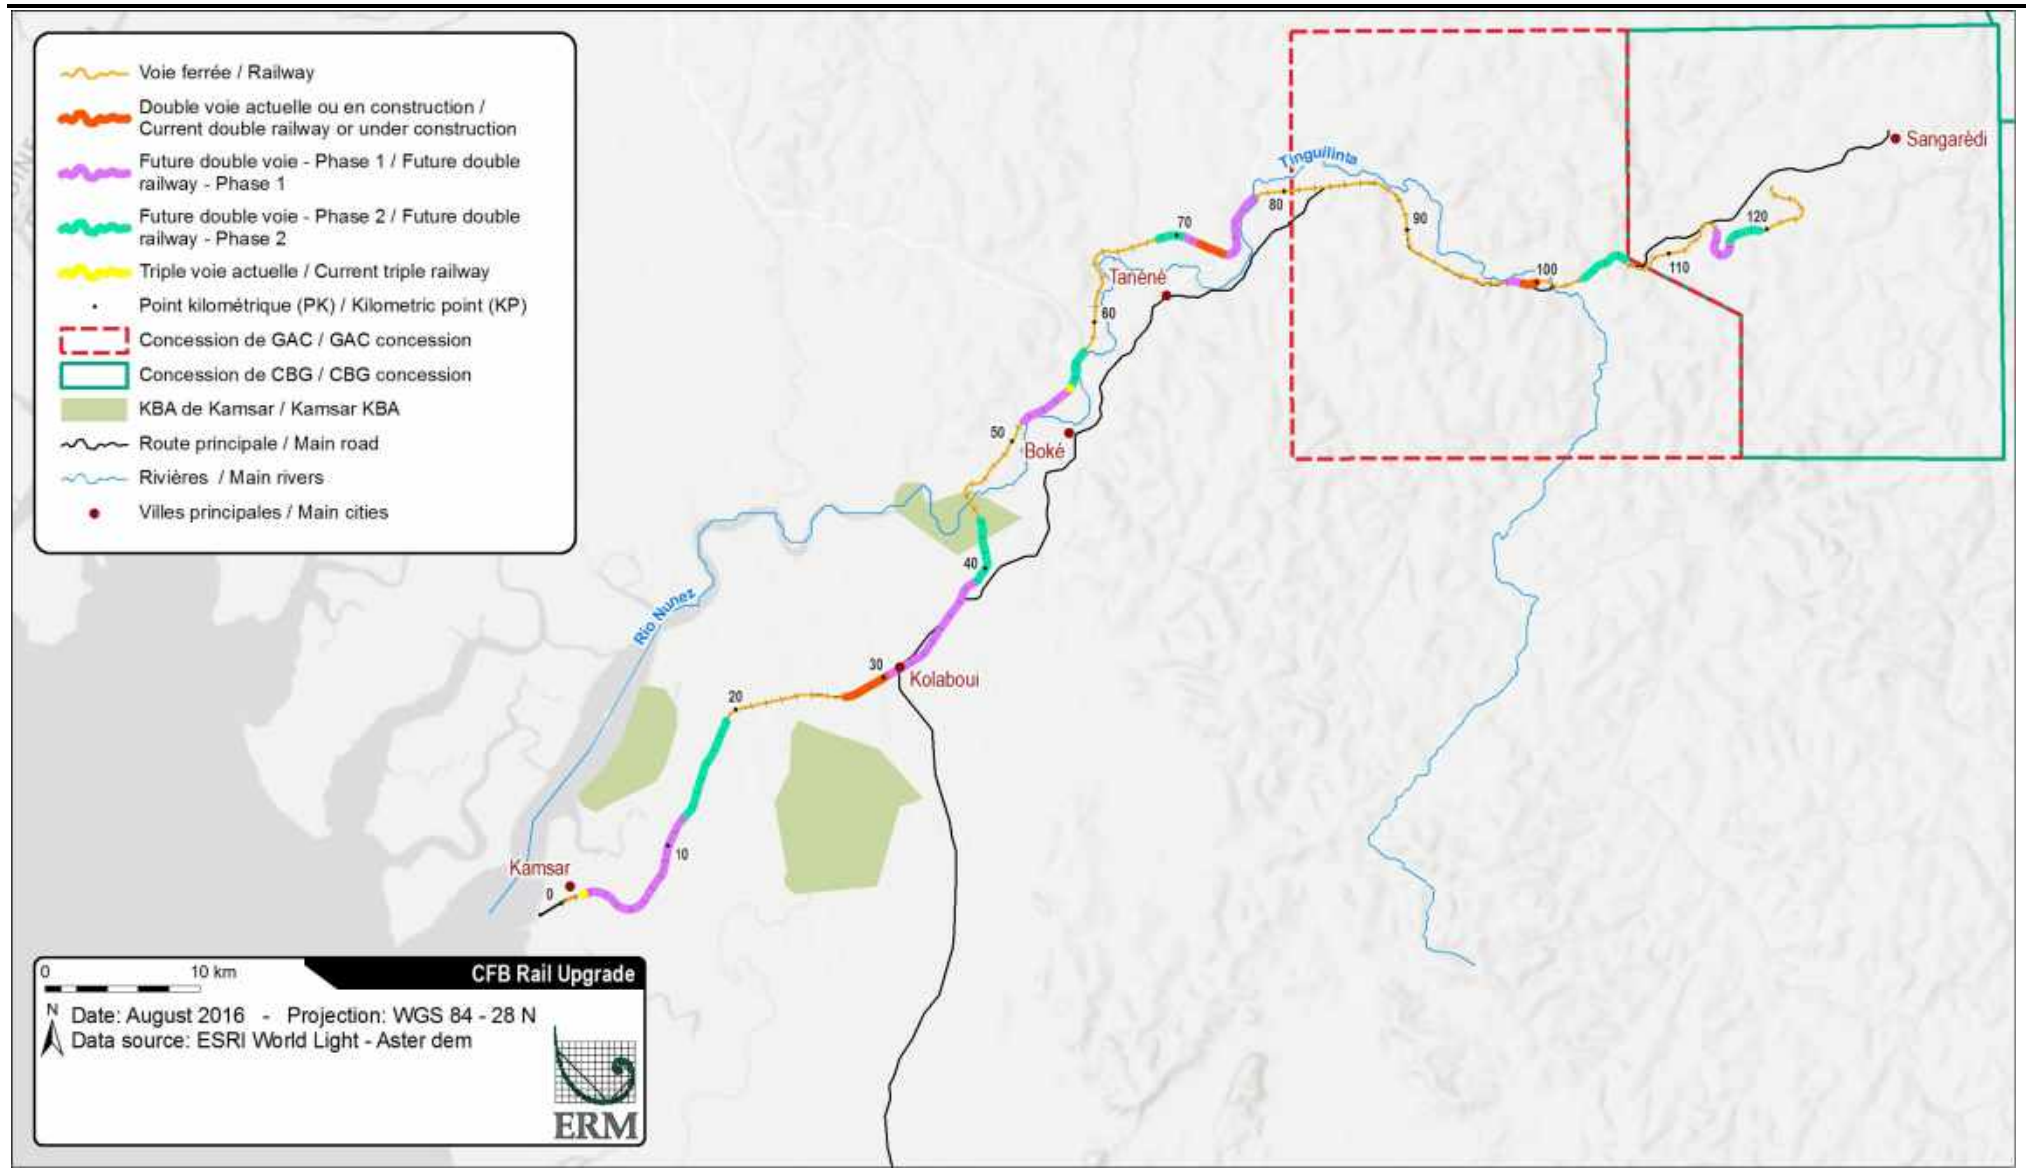 Voie ferrée / Railway
Double voie actuelle ou en construction /
Current double railway or under construction
Future double voie - Phase 1 / Future double
railway - Phase 1
Future double voie - Phase 2 / Future double
railway - Phase 2
Triple voie actuelle / Current triple railway
Point kilométrique (PK) / Kilometric point (KP)
Concession de GAC / GAC concession
Concession de CBG / CBG concession
KBA de Kamsar / Kamsar KBA
Route principale / Main road
Rivières / Main rivers
Villes principales / Main cities
Sangarèdi
Tinguilinta
80
90
70
120
110
100
Tanènè
60
50
Boké
40
Rio Nunez
30
Kolaboui
20
10
Kamsar
0
0 10 km
CFB Rail Upgrade
N
Date: August 2016 - Projection: WGS 84 - 28 N
Data source: ESRI World Light - Aster dem
ERM